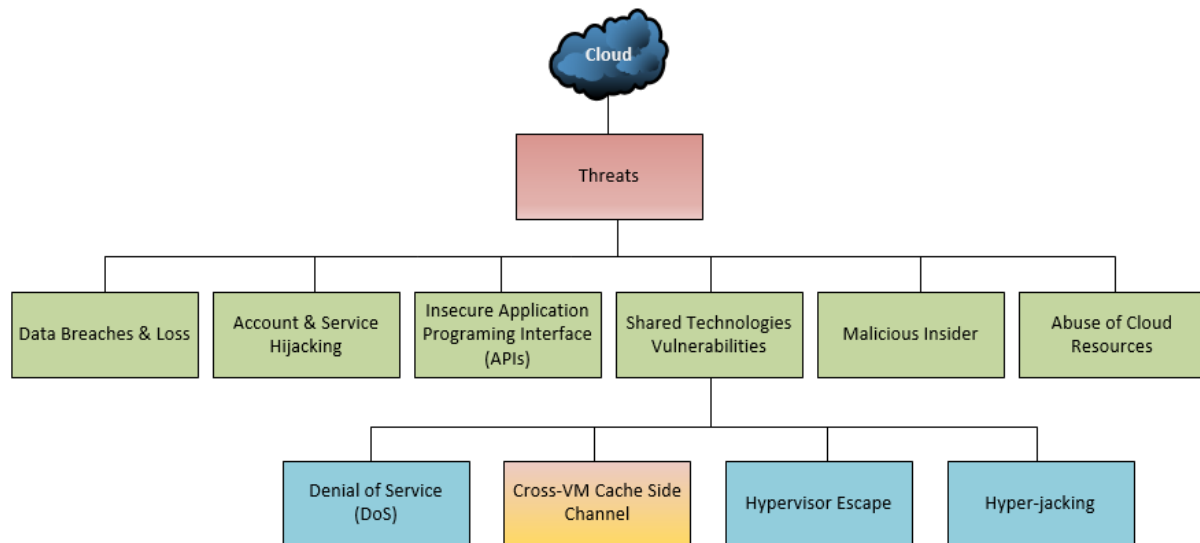 Cloud
Threats
Data Breaches & Loss
Account & Service
Hijacking
Insecure Application
Programing Interface
(APIs)
Shared Technologies
Vulnerabilities
Malicious Insider
Abuse of Cloud
Resources
Denial of Service
(DoS)
Cross-VM Cache Side
Channel
Hypervisor Escape
Hyper-jacking